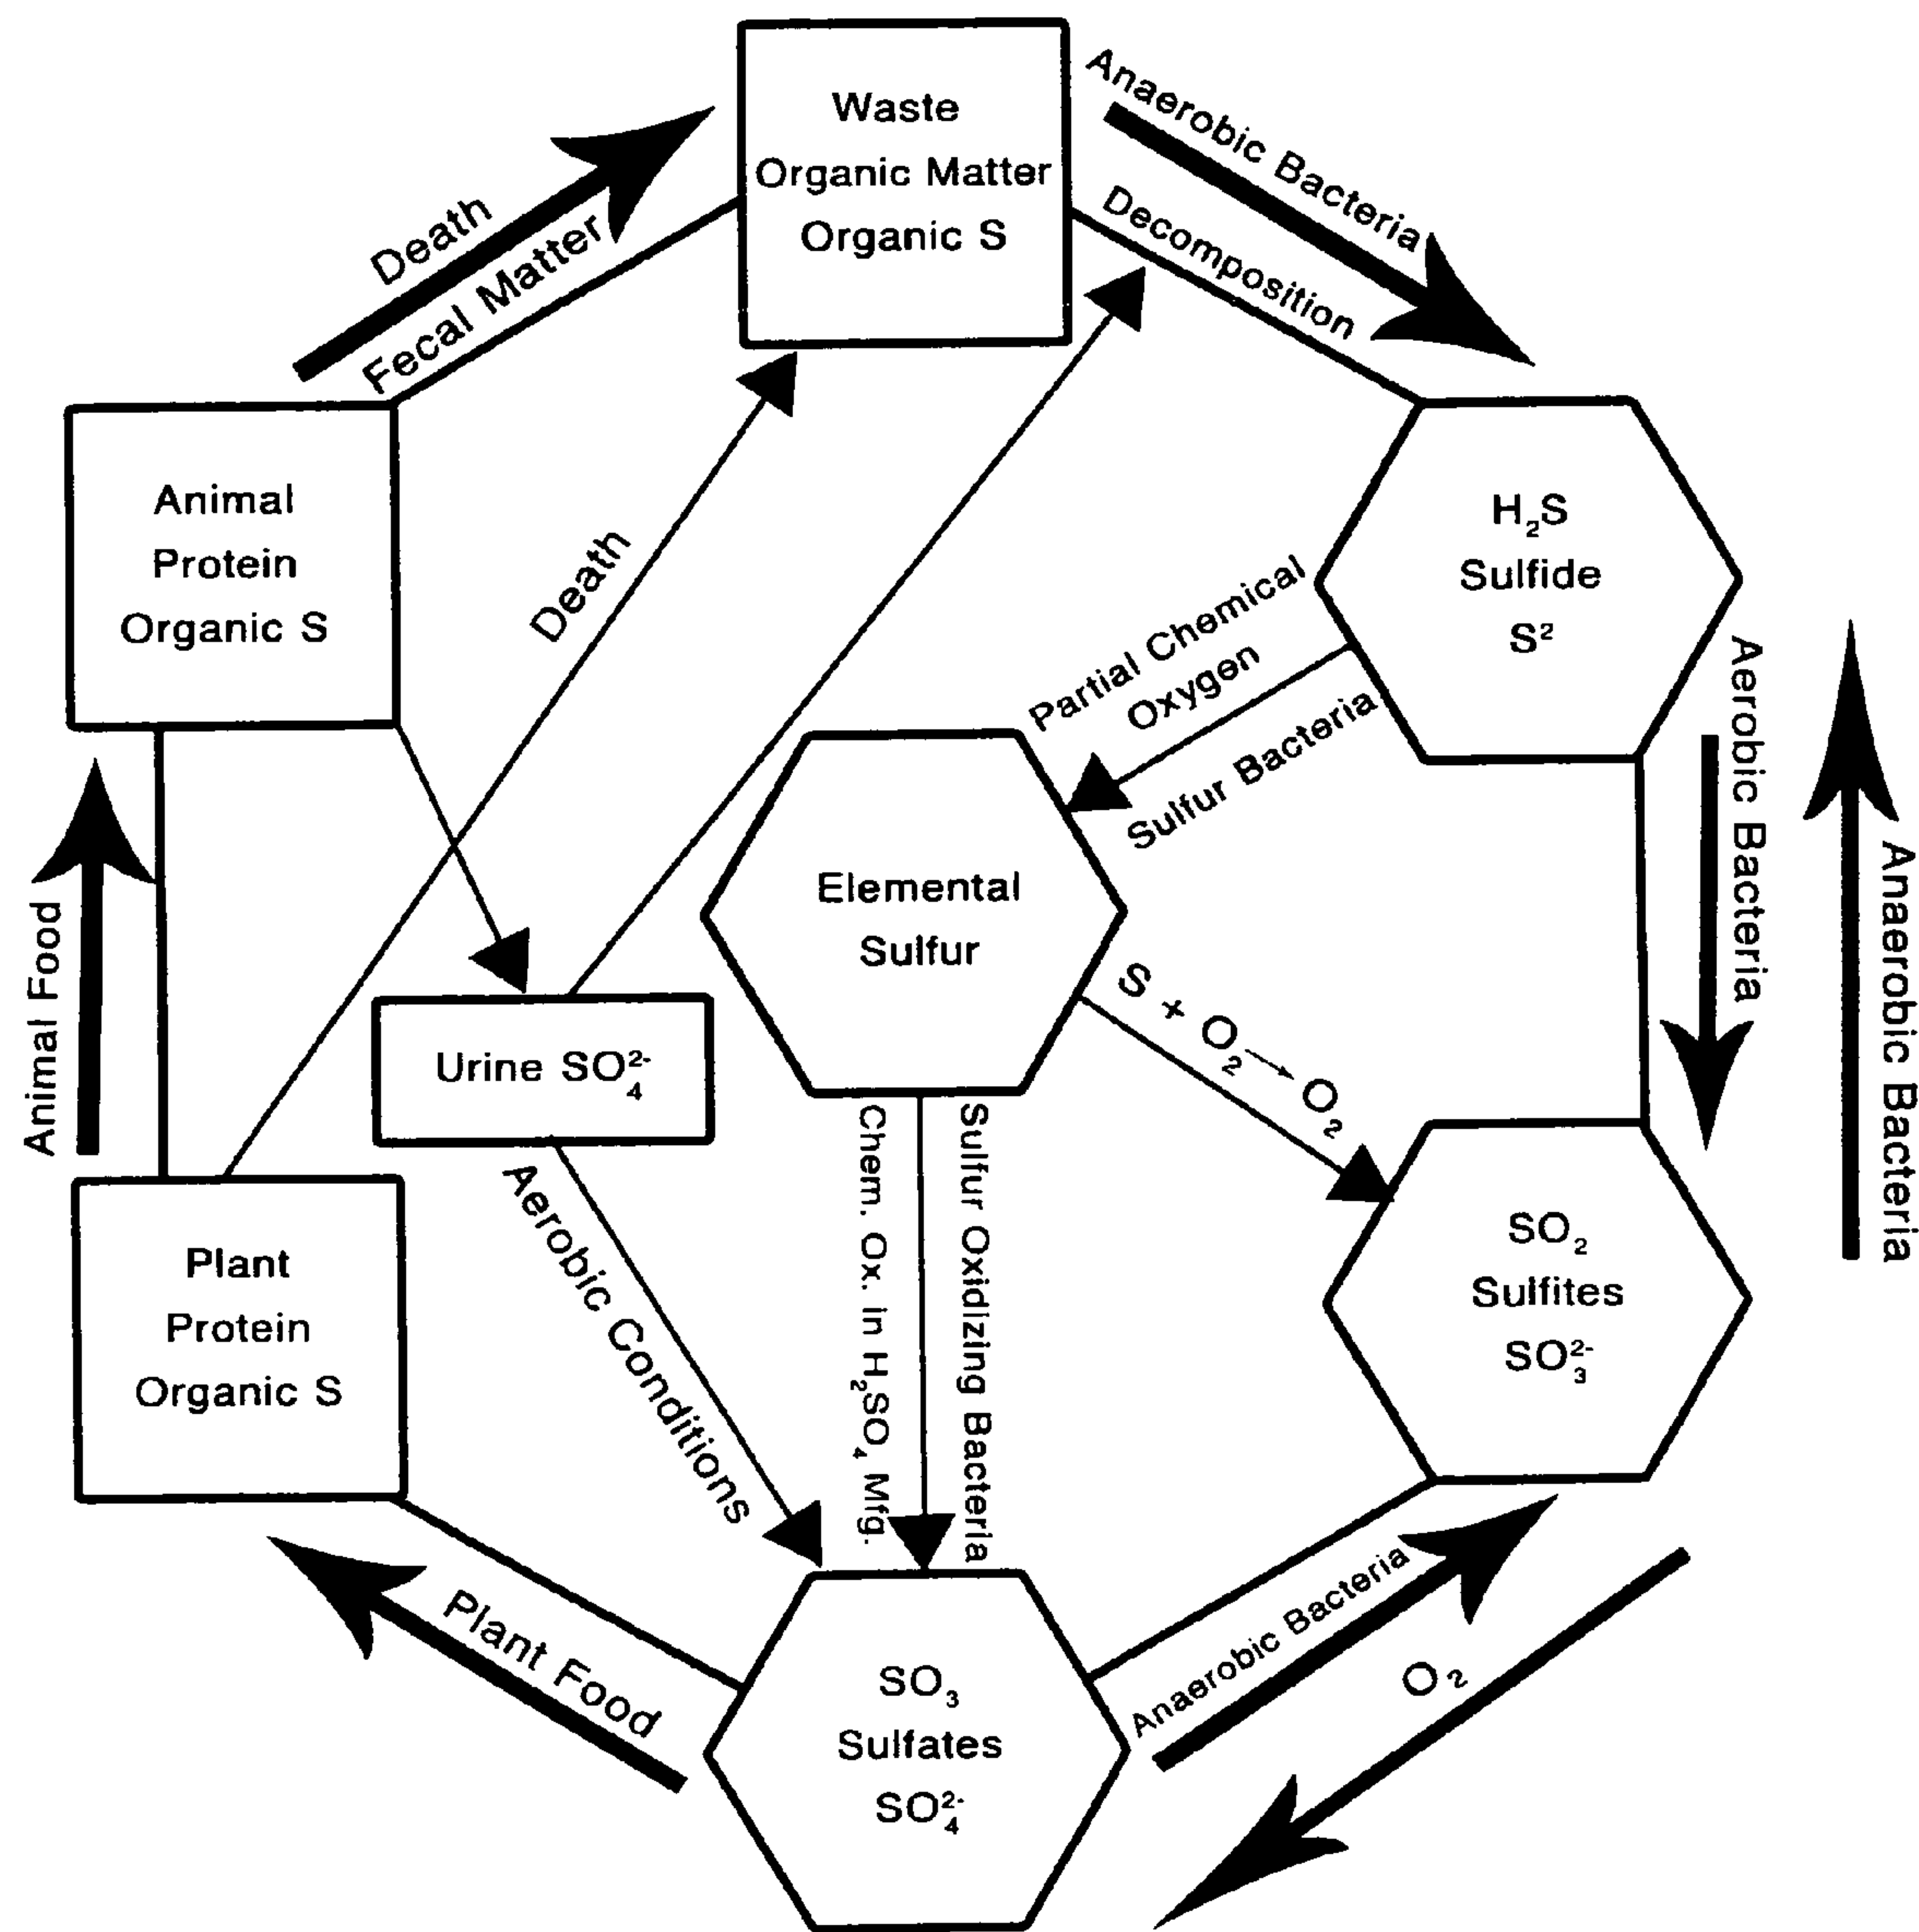 Waste
Organic Matter
Organic S
Anaerobic Bacteria
Decomposition
Death
Fecal Matter
Animal
Protein
Organic S
H₂S
Sulfide
S²
Death
Partial Chemical
Oxygen
Sulfur Bacteria
Aerobic Bacteria
Anaerobic Bacteria
Elemental
Sulfur
Animal Food
S + O₂ → O₂
Urine SO₄²⁻
Aerobic Conditions
Chem. Ox. in H₂SO₄ Mfg.
Sulfur Oxidizing Bacteria
Plant
Protein
Organic S
SO₂
Sulfites
SO₃²⁻
Plant Food
Anaerobic Bacteria
O₂
SO₃
Sulfates
SO₄²⁻